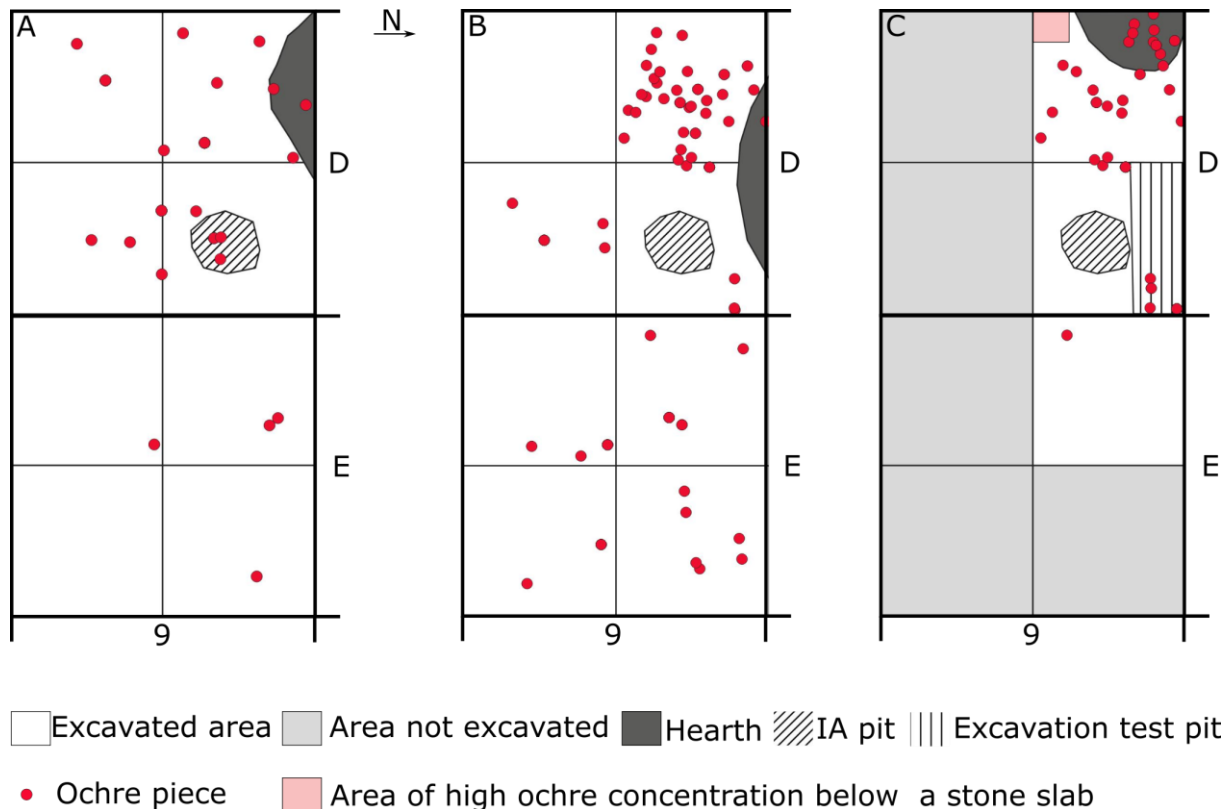 A N B C
D D D
E E E
9 9 9
Excavated area Area not excavated Hearth IA pit Excavation test pit
Ochre piece Area of high ochre concentration below a stone slab